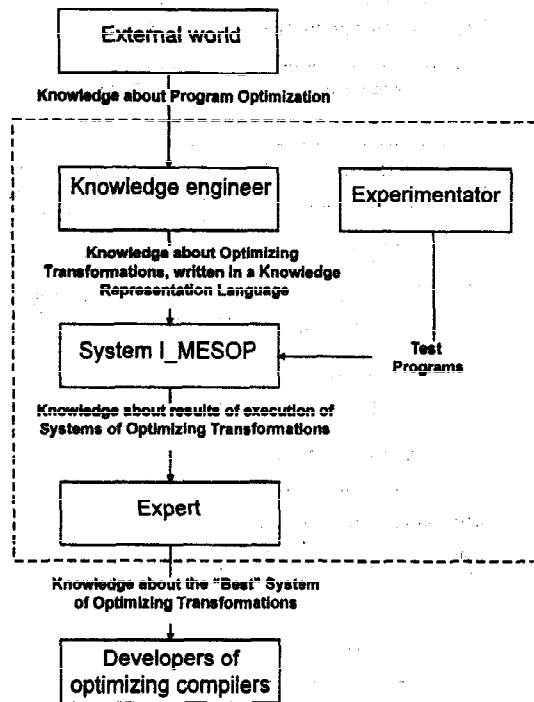 External world
Knowledge about Program Optimization
Knowledge engineer
Experimentator
Knowledge about Optimizing
Transformations, written in a Knowledge
Representation Language
System I_MESOP
Test
Programs
Knowledge about results of execution of
Systems of Optimizing Transformations
Expert
Knowledge about the "Best" System
of Optimizing Transformations
Developers of
optimizing compilers